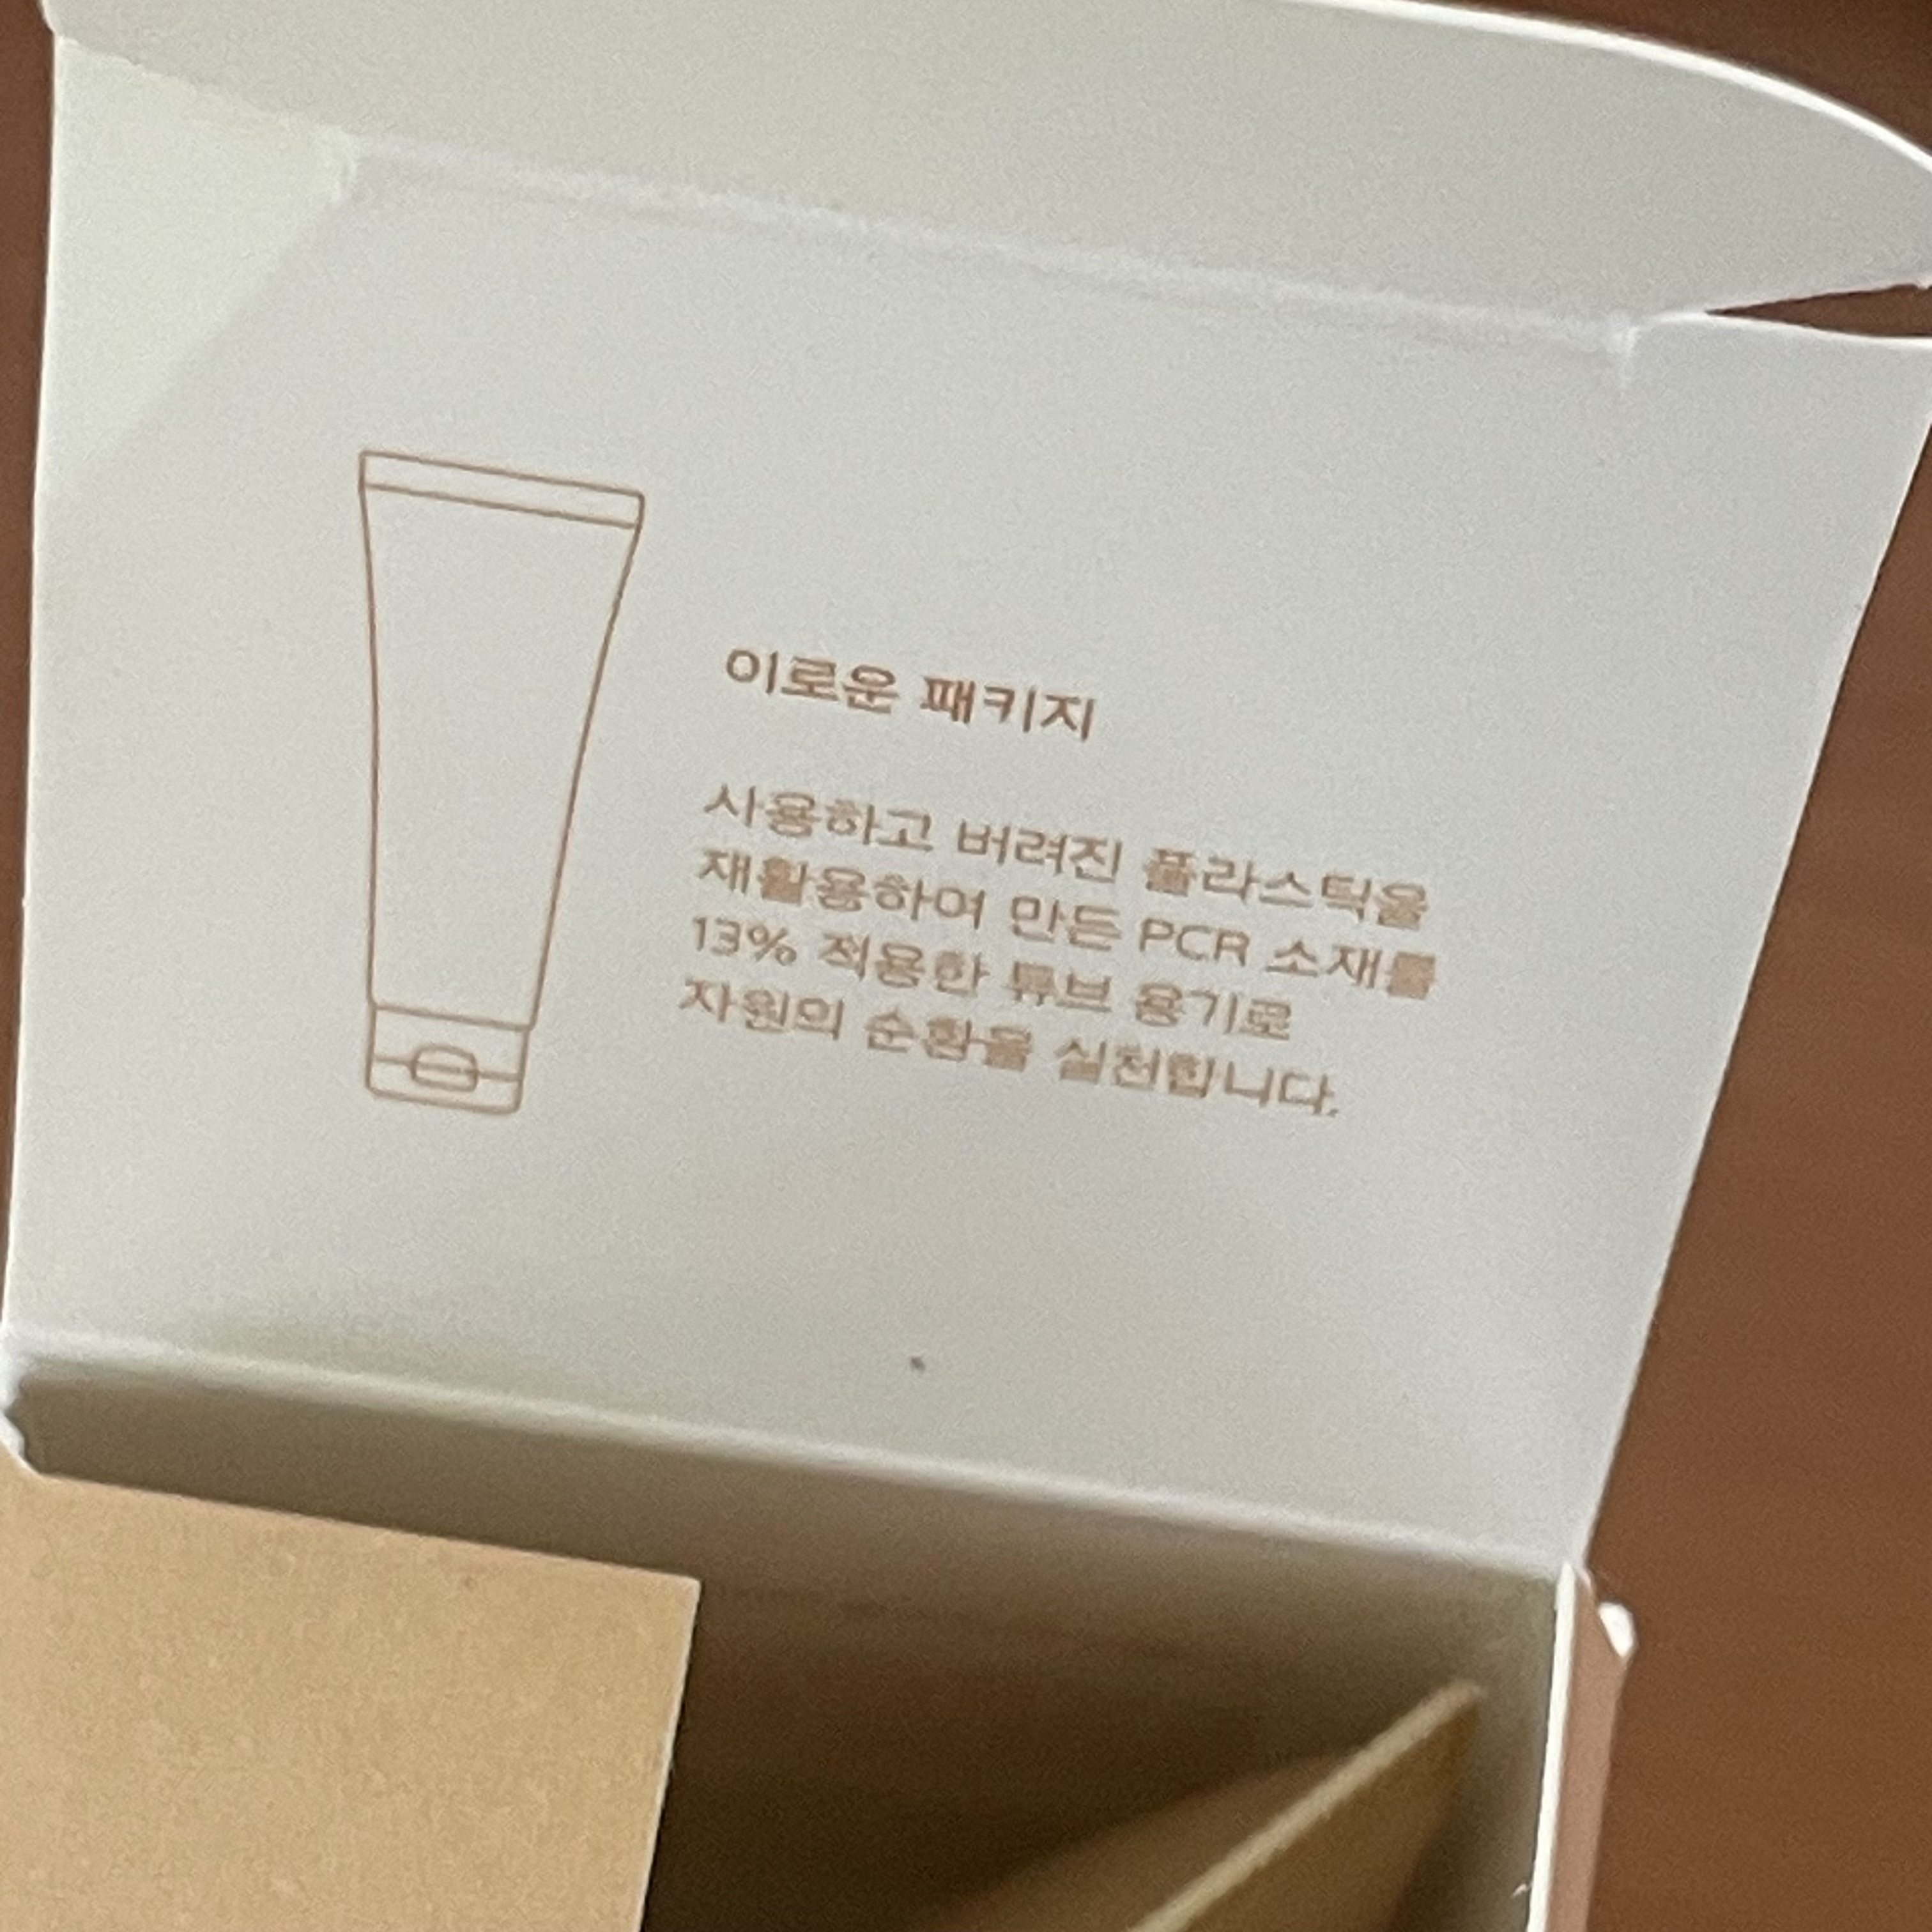 이로운 패키지
사용하고 버려진 플라스틱을
재활용하여 만든 PCR 소재를
13% 적용한 튜브 용기로
자원의 순환을 실천합니다.